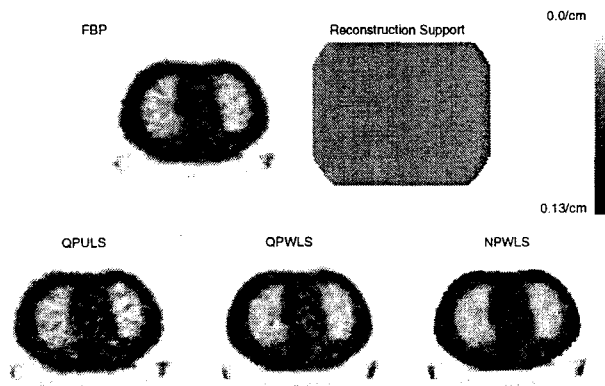 FBP
Reconstruction Support
0.0/cm
0.13/cm
QPULS
QPWLS
NPWLS